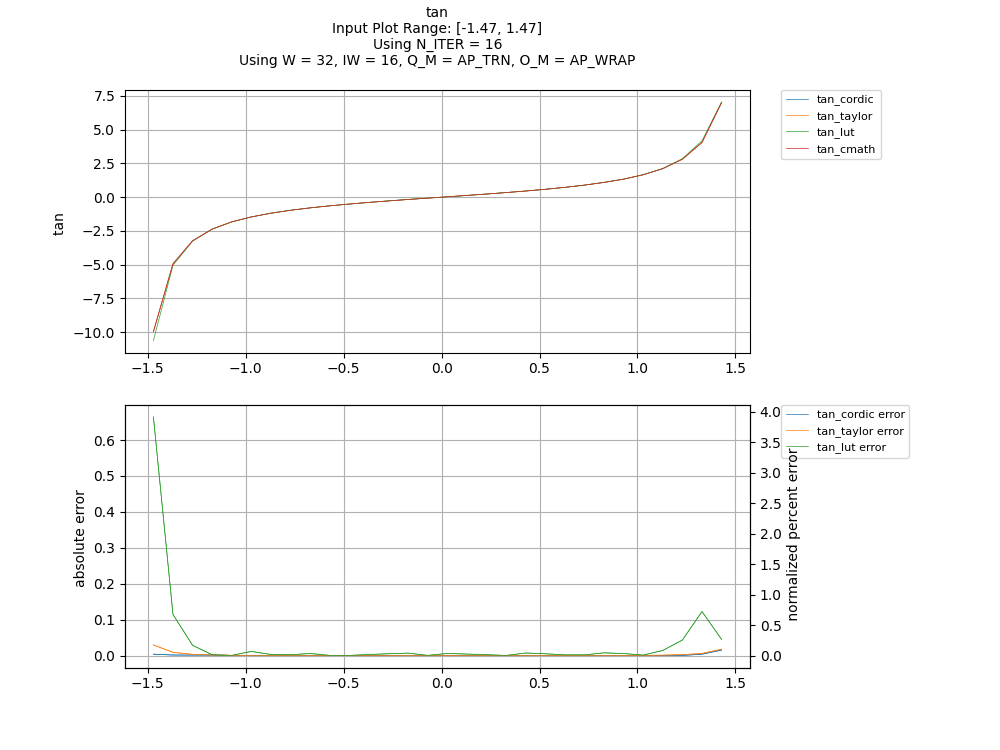 tan
Input Plot Range: [-1.47, 1.47]
Using N_ITER = 16
Using W = 32, IW = 16, Q_M = AP_TRN, O_M = AP_WRAP
7.5
5.0
2.5
0.0
−2.5
−5.0
−7.5
−10.0
tan
−1.5
−1.0
−0.5
0.0
0.5
1.0
1.5
tan_cordic
tan_taylor
tan_lut
tan_cmath
0.6
0.5
0.4
0.3
0.2
0.1
0.0
absolute error
−1.5
−1.0
−0.5
0.0
0.5
1.0
1.5
4.0
3.5
3.0
2.5
2.0
1.5
1.0
0.5
0.0
normalized percent error
tan_cordic error
tan_taylor error
tan_lut error